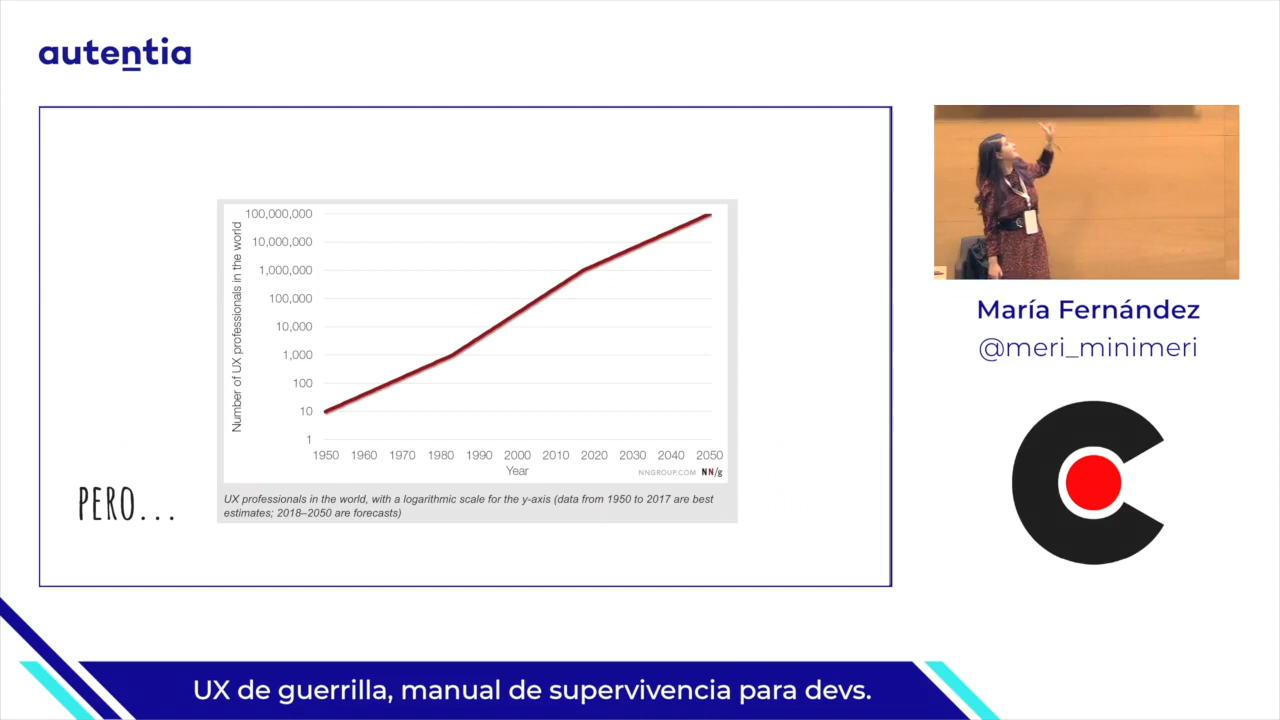 autentia
100,000,000
10,000,000
1,000,000
100,000
10,000
1,000
100
10
1
Number of UX professionals in the world
1950 1960 1970 1980 1990 2000 2010 2020 2030 2040 2050
Year
NNGROUP.COM NN/g
UX professionals in the world, with a logarithmic scale for the y-axis (data from 1950 to 2017 are best
estimates; 2018–2050 are forecasts)
PERO...
María Fernández
@meri_minimeri
UX de guerrilla, manual de supervivencia para devs.